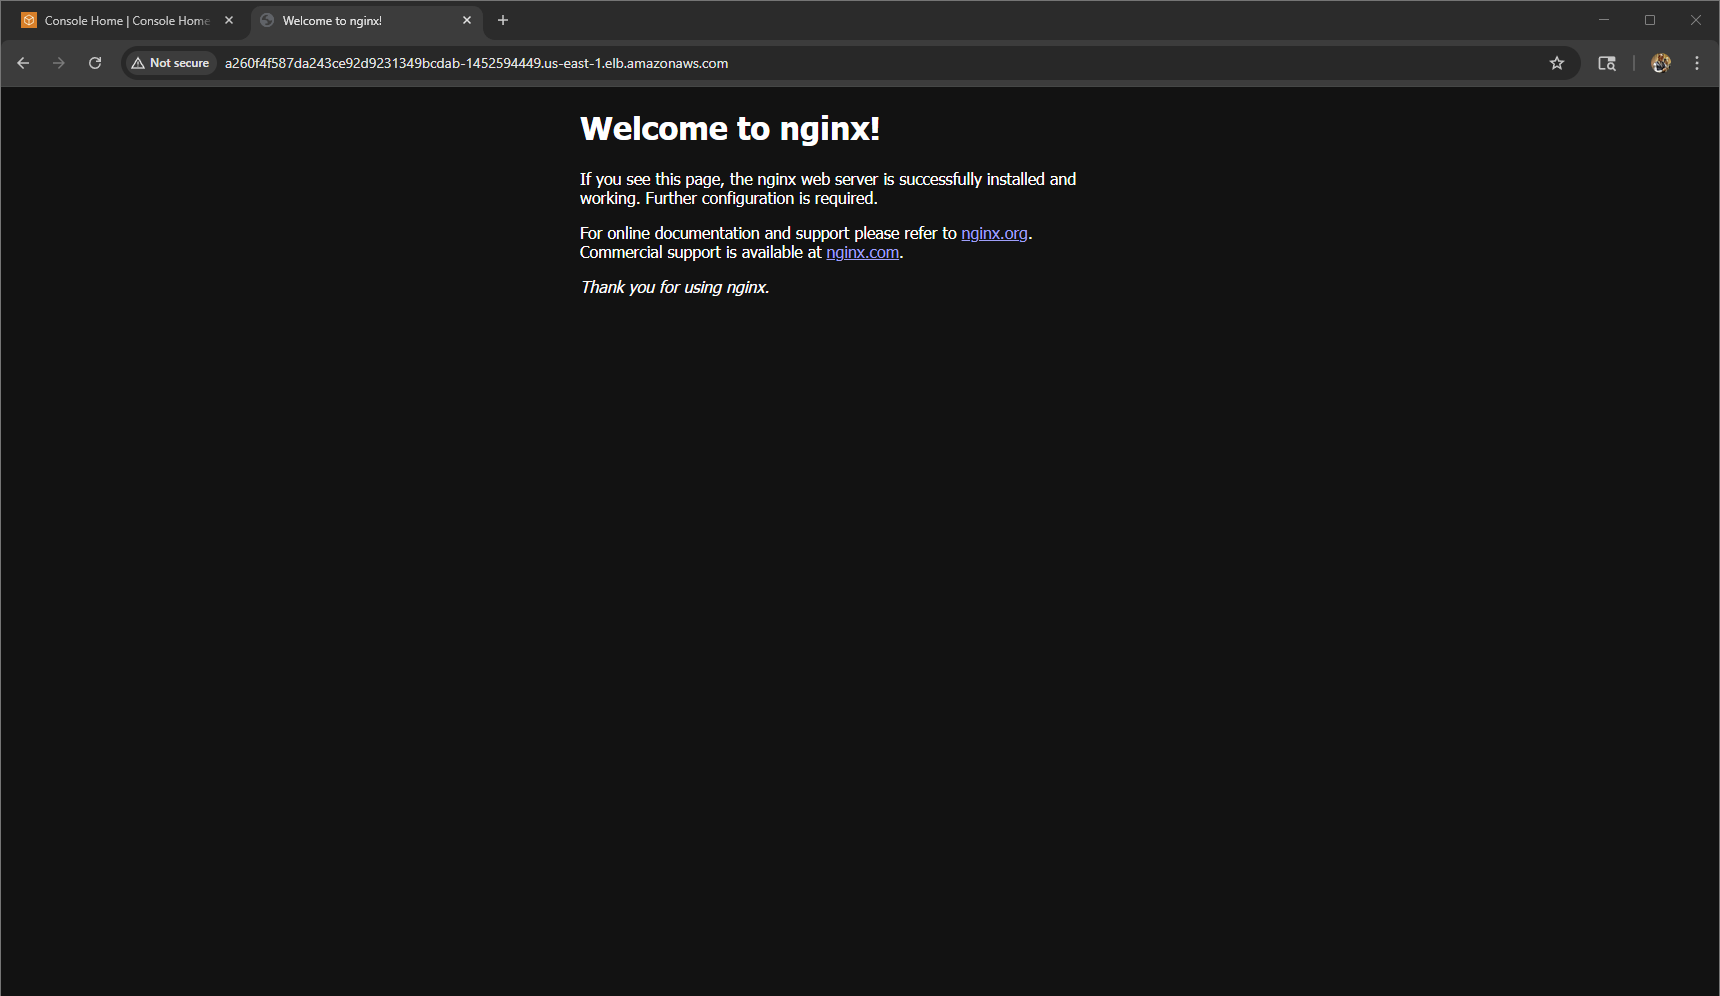 Console Home | Console Home
Welcome to nginx!
Not secure
a260f4f587da243ce92d9231349bcdab-1452594449.us-east-1.elb.amazonaws.com
Welcome to nginx!
If you see this page, the nginx web server is successfully installed and
working. Further configuration is required.
For online documentation and support please refer to nginx.org.
Commercial support is available at nginx.com.
Thank you for using nginx.